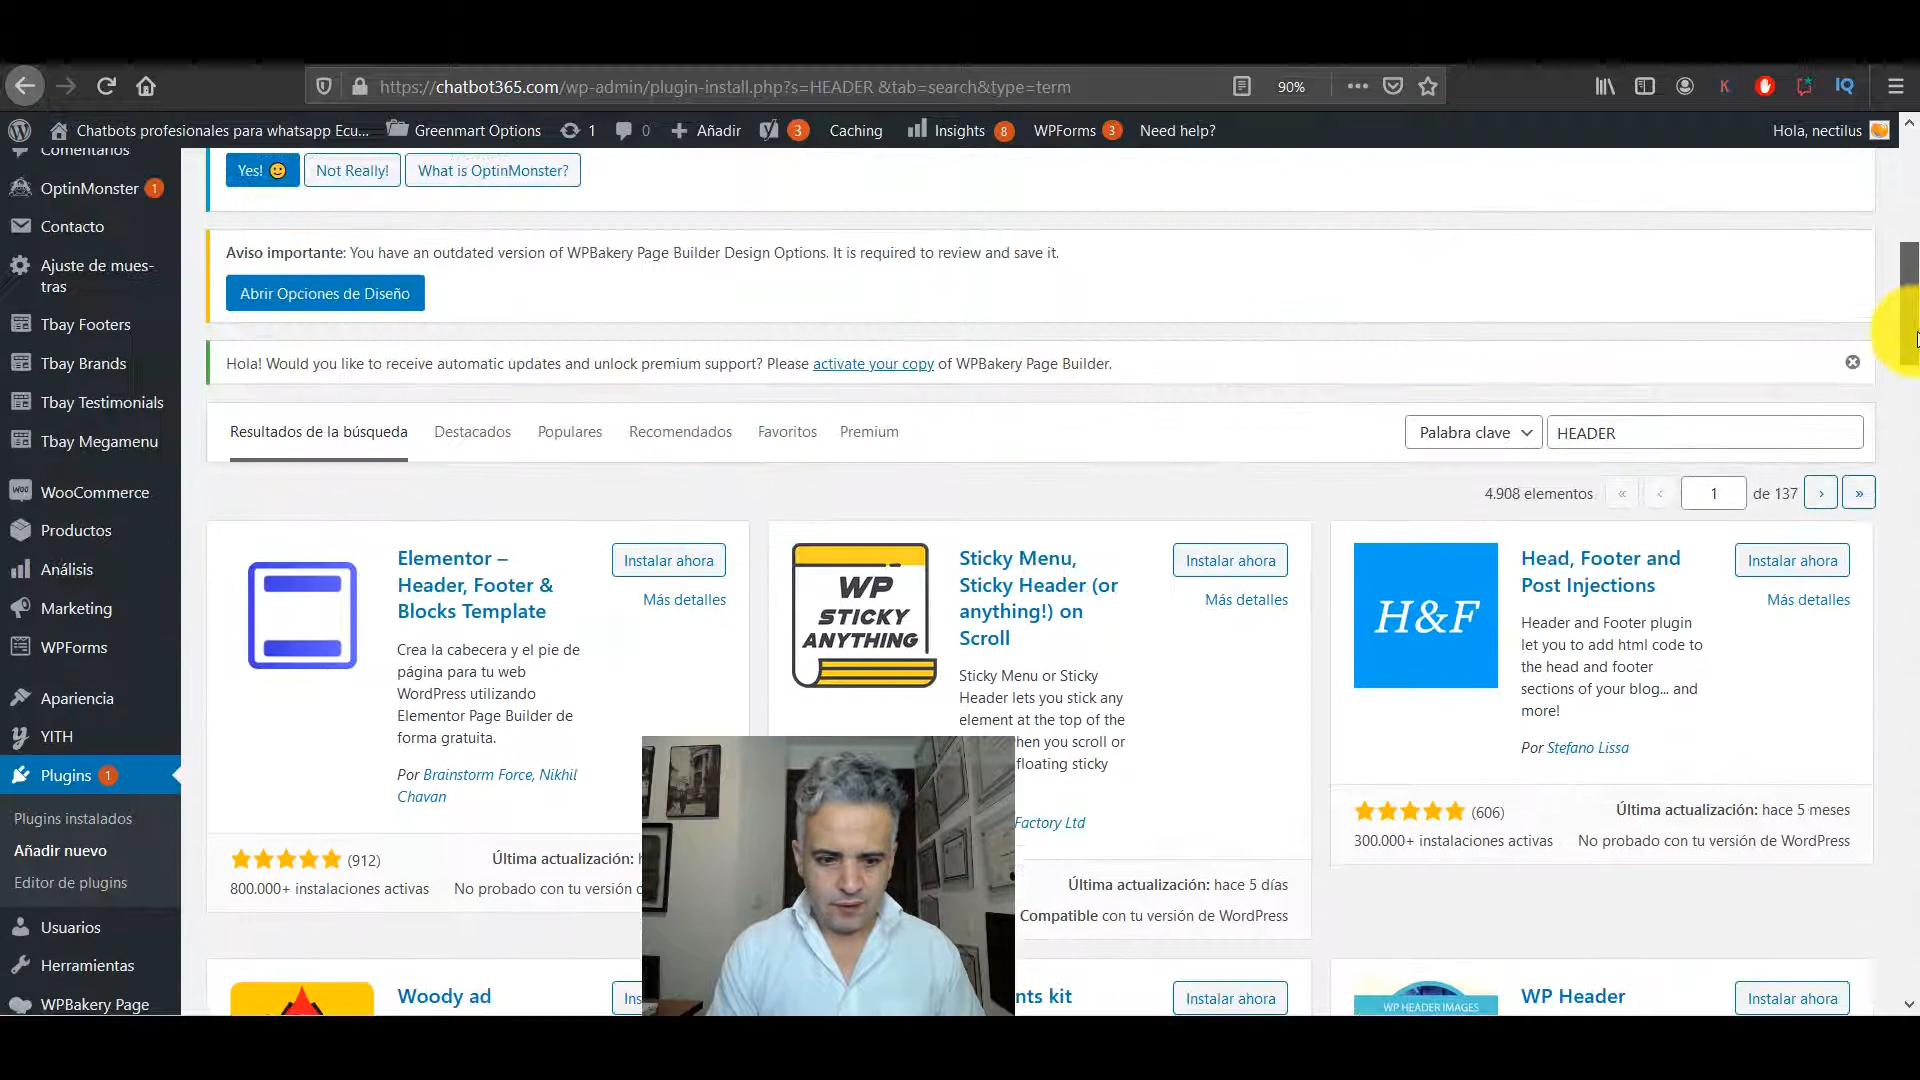 https://chatbot365.com/wp-admin/plugin-install.php?s=HEADER &tab=search&type=term
90%
Chatbots profesionales para whatsapp Ecu...
Greenmart Options
1
0
Añadir
3
Caching
Insights 8
WPForms 3
Need help?
Hola, nectilus
Comentarios
OptinMonster 1
Contacto
Ajuste de mues-
tras
Tbay Footers
Tbay Brands
Tbay Testimonials
Tbay Megamenu
WooCommerce
Productos
Análisis
Marketing
WPForms
Apariencia
YITH
Plugins 1
Plugins instalados
Añadir nuevo
Editor de plugins
Usuarios
Herramientas
WPBakery Page
Yes!
Not Really!
What is OptinMonster?
Aviso importante: You have an outdated version of WPBakery Page Builder Design Options. It is required to review and save it.
Abrir Opciones de Diseño
Hola! Would you like to receive automatic updates and unlock premium support? Please activate your copy of WPBakery Page Builder.
Resultados de la búsqueda
Destacados
Populares
Recomendados
Favoritos
Premium
Palabra clave
HEADER
4.908 elementos « ‹ 1 de 137 › »
Elementor –
Header, Footer &
Blocks Template
Instalar ahora
Más detalles
Crea la cabecera y el pie de
página para tu web
WordPress utilizando
Elementor Page Builder de
forma gratuita.
Por Brainstorm Force, Nikhil
Chavan
(912)
800.000+ instalaciones activas
Última actualización:
No probado con tu versión
WP
STICKY
ANYTHING
Sticky Menu,
Sticky Header (or
anything!) on
Scroll
Instalar ahora
Más detalles
Sticky Menu or Sticky
Header lets you stick any
element at the top of the
hen you scroll or
floating sticky
Factory Ltd
Última actualización: hace 5 días
Compatible con tu versión de WordPress
H&F
Head, Footer and
Post Injections
Instalar ahora
Más detalles
Header and Footer plugin
let you to add html code to
the head and footer
sections of your blog... and
more!
Por Stefano Lissa
(606)
300.000+ instalaciones activas
Última actualización: hace 5 meses
No probado con tu versión de WordPress
Woody ad
Ins
nts kit
Instalar ahora
WP HEADER IMAGES
WP Header
Instalar ahora